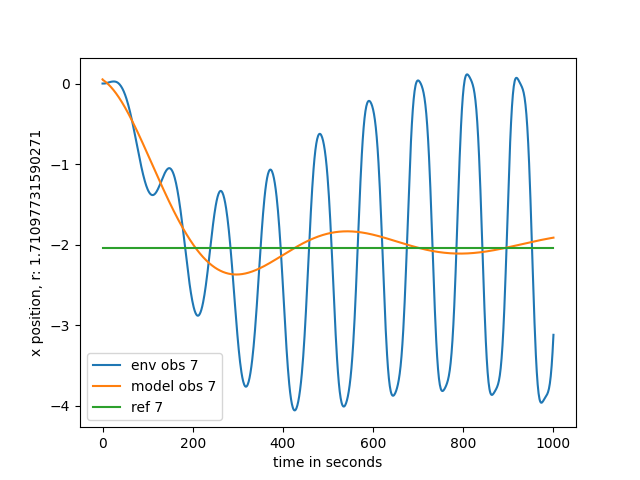 x position, r: 1.71097731590271
0
−1
−2
−3
−4
env obs 7
model obs 7
ref 7
0
200
400
600
800
1000
time in seconds